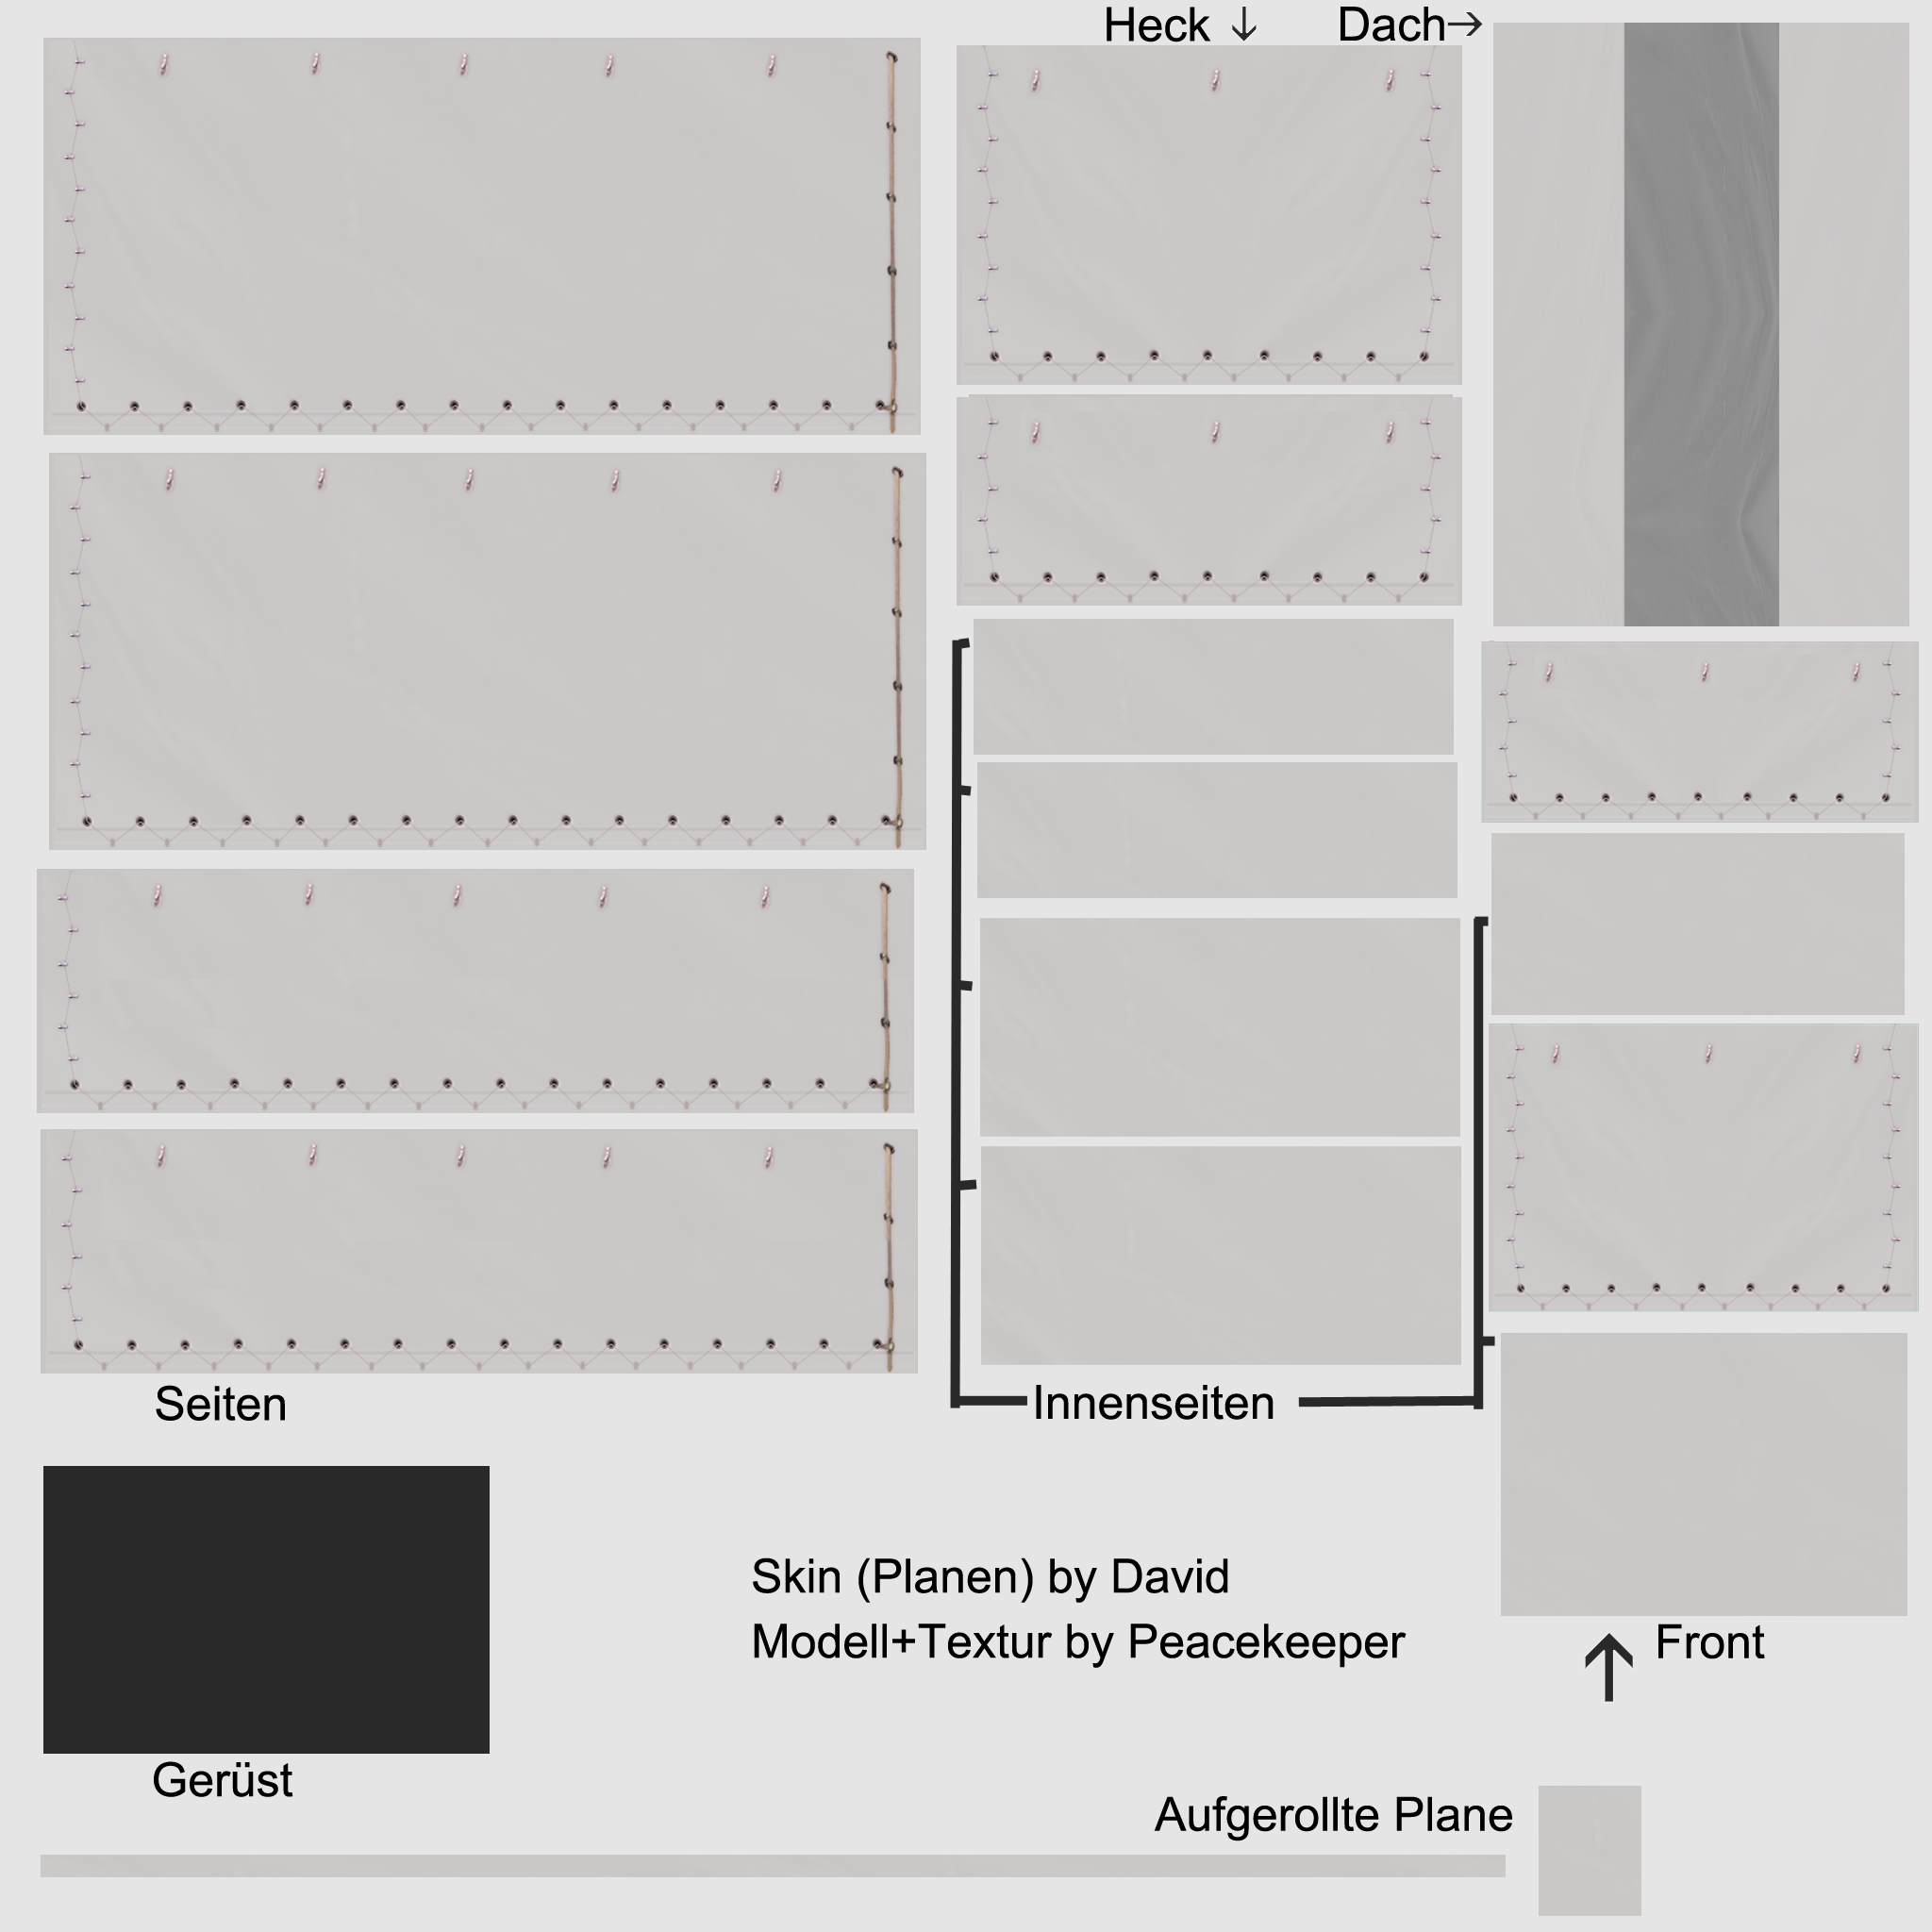 Heck ↓
Dach→
Seiten
Innenseiten
Skin (Planen) by David
Modell+Textur by Peacekeeper
↑ Front
Gerüst
Aufgerollte Plane